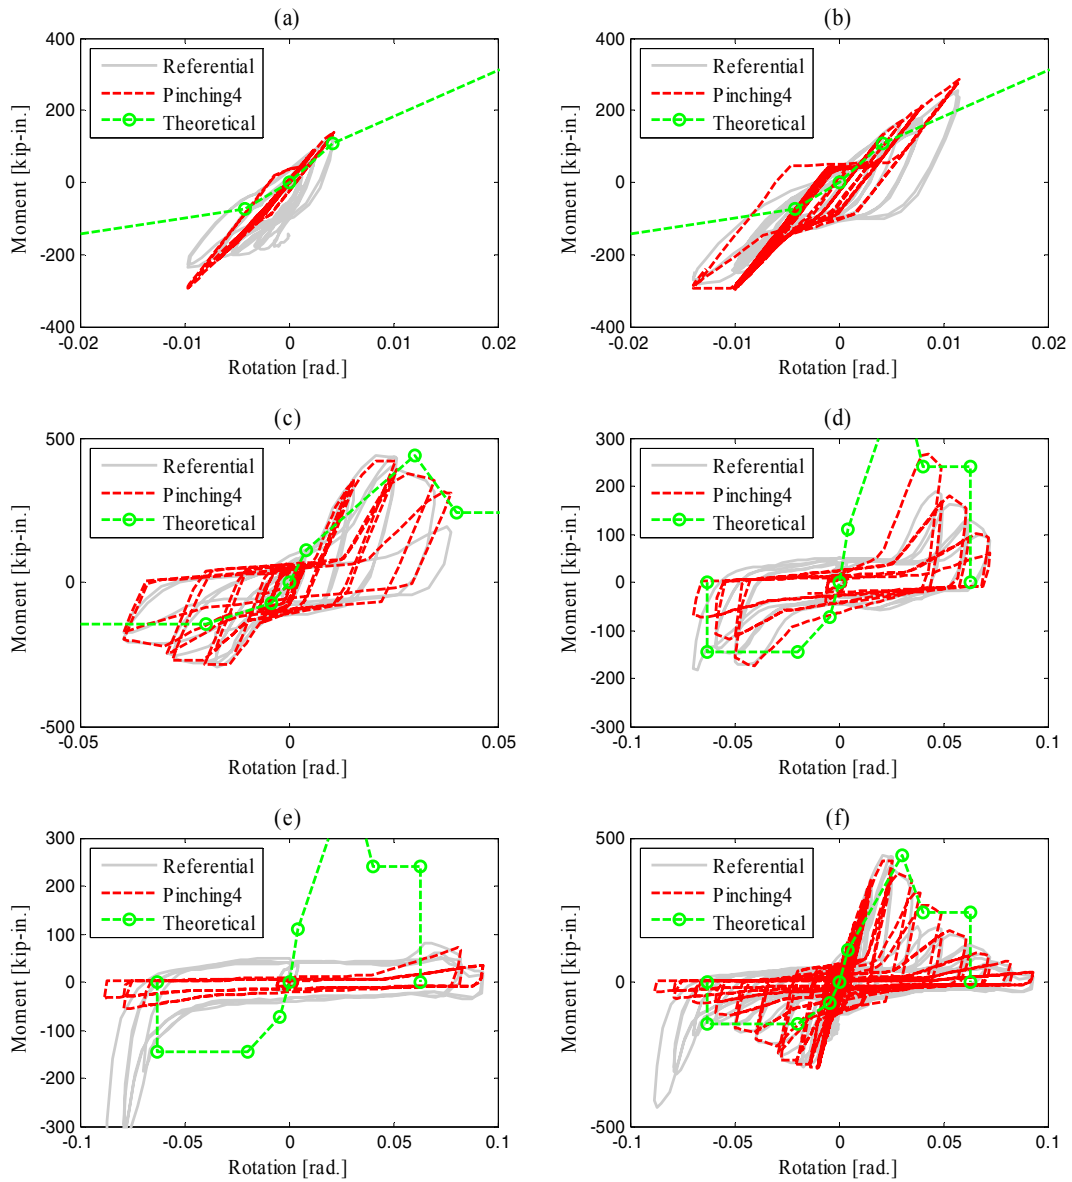 (a)
400
200
0
-200
-400
Moment [kip-in.]
Referential
Pinching4
Theoretical
-0.02 -0.01 0 0.01 0.02
Rotation [rad.]
(b)
400
200
0
-200
-400
Moment [kip-in.]
Referential
Pinching4
Theoretical
-0.02 -0.01 0 0.01 0.02
Rotation [rad.]
(c)
500
0
-500
Moment [kip-in.]
Referential
Pinching4
Theoretical
-0.05 0 0.05
Rotation [rad.]
(d)
300
200
100
0
-100
-200
-300
Moment [kip-in.]
Referential
Pinching4
Theoretical
-0.1 -0.05 0 0.05 0.1
Rotation [rad.]
(e)
300
200
100
0
-100
-200
-300
Moment [kip-in.]
Referential
Pinching4
Theoretical
-0.1 -0.05 0 0.05 0.1
Rotation [rad.]
(f)
500
0
-500
Moment [kip-in.]
Referential
Pinching4
Theoretical
-0.1 -0.05 0 0.05 0.1
Rotation [rad.]